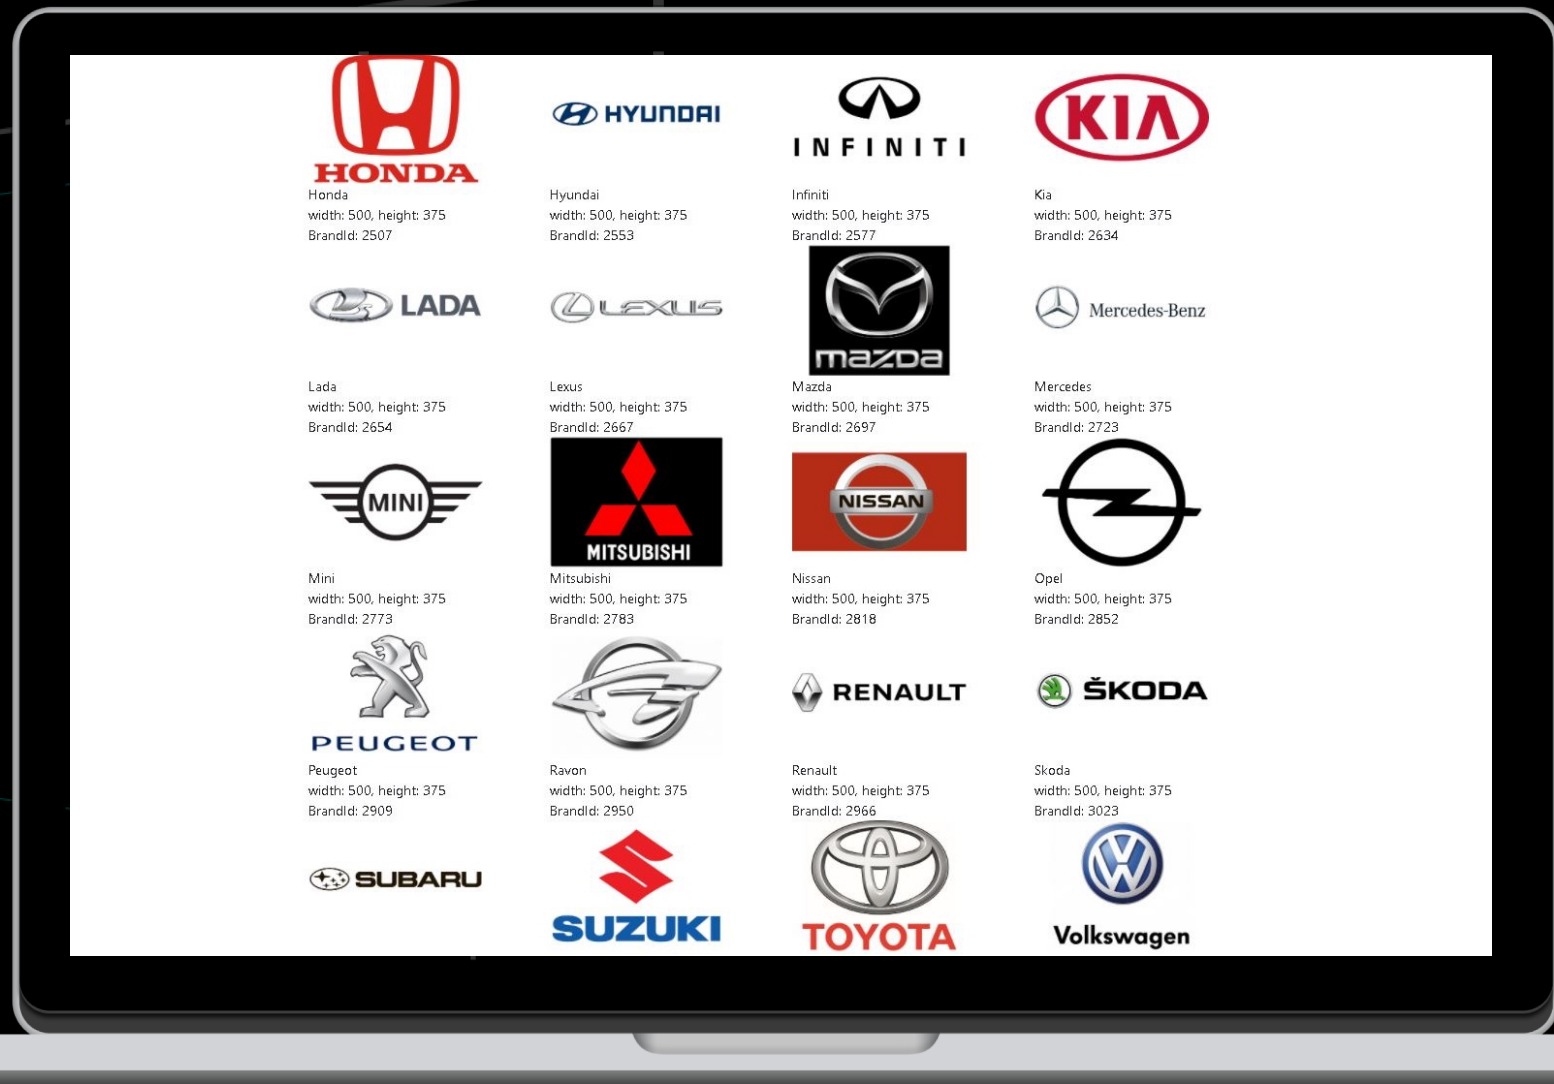 HONDA
HYUNDAI
INFINITI
KIA
Honda
width: 500, height: 375
BrandId: 2507
Hyundai
width: 500, height: 375
BrandId: 2553
Infiniti
width: 500, height: 375
BrandId: 2577
Kia
width: 500, height: 375
BrandId: 2634
LADA
LEXUS
mazda
Mercedes-Benz
Lada
width: 500, height: 375
BrandId: 2654
Lexus
width: 500, height: 375
BrandId: 2667
Mazda
width: 500, height: 375
BrandId: 2697
Mercedes
width: 500, height: 375
BrandId: 2723
MINI
MITSUBISHI
NISSAN
Mini
width: 500, height: 375
BrandId: 2773
Mitsubishi
width: 500, height: 375
BrandId: 2783
Nissan
width: 500, height: 375
BrandId: 2818
Opel
width: 500, height: 375
BrandId: 2852
PEUGEOT
RENAULT
ŠKODA
Peugeot
width: 500, height: 375
BrandId: 2909
Ravon
width: 500, height: 375
BrandId: 2950
Renault
width: 500, height: 375
BrandId: 2966
Skoda
width: 500, height: 375
BrandId: 3023
SUBARU
SUZUKI
TOYOTA
Volkswagen